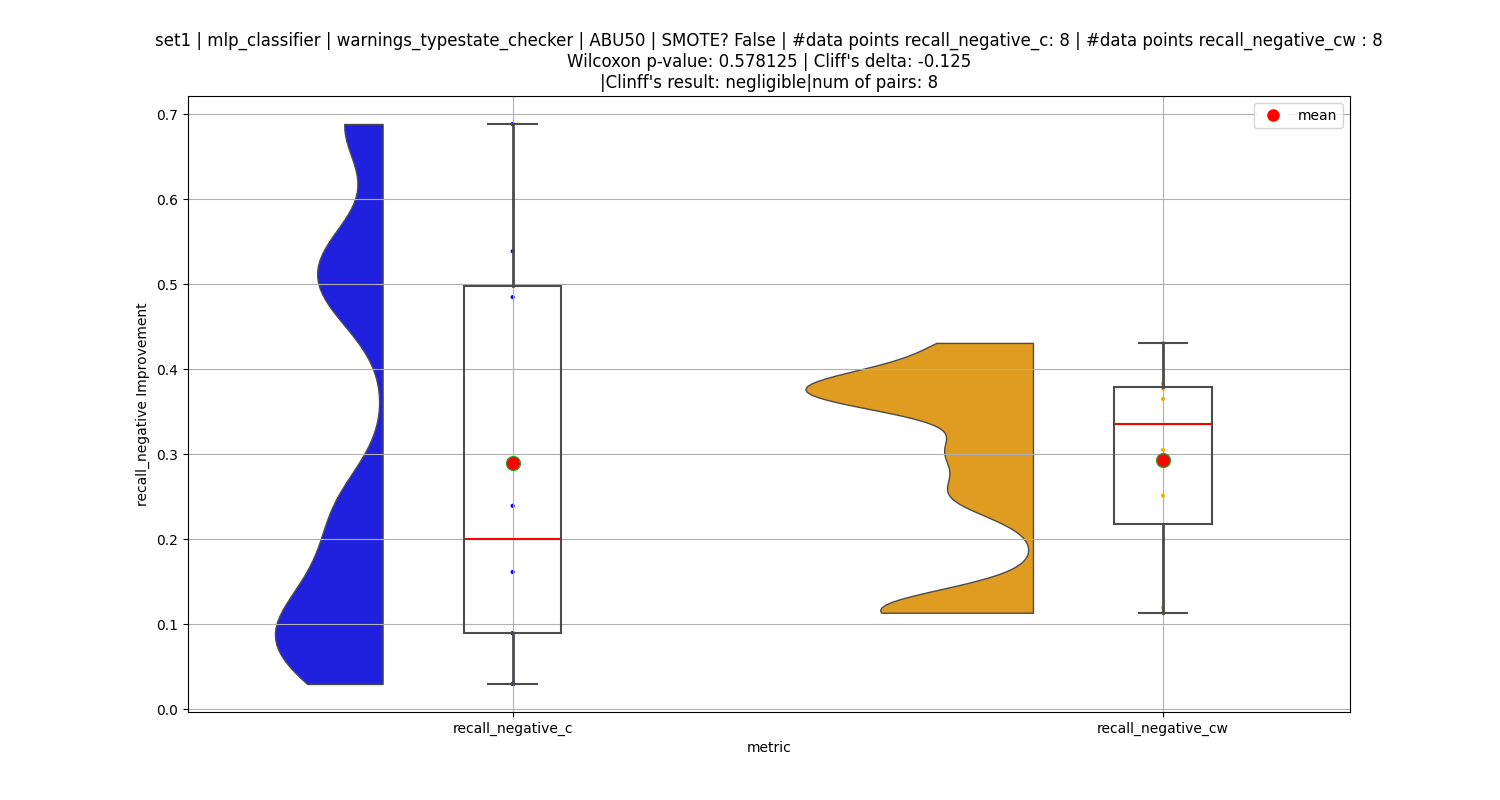 set1 | mlp_classifier | warnings_typestate_checker | ABU50 | SMOTE? False | #data points recall_negative_c: 8 | #data points recall_negative_cw : 8
Wilcoxon p-value: 0.578125 | Cliff's delta: -0.125
|Clinff's result: negligible|num of pairs: 8
mean
0.7
0.6
0.5
0.4
0.3
0.2
0.1
0.0
recall_negative Improvement
recall_negative_c
recall_negative_cw
metric